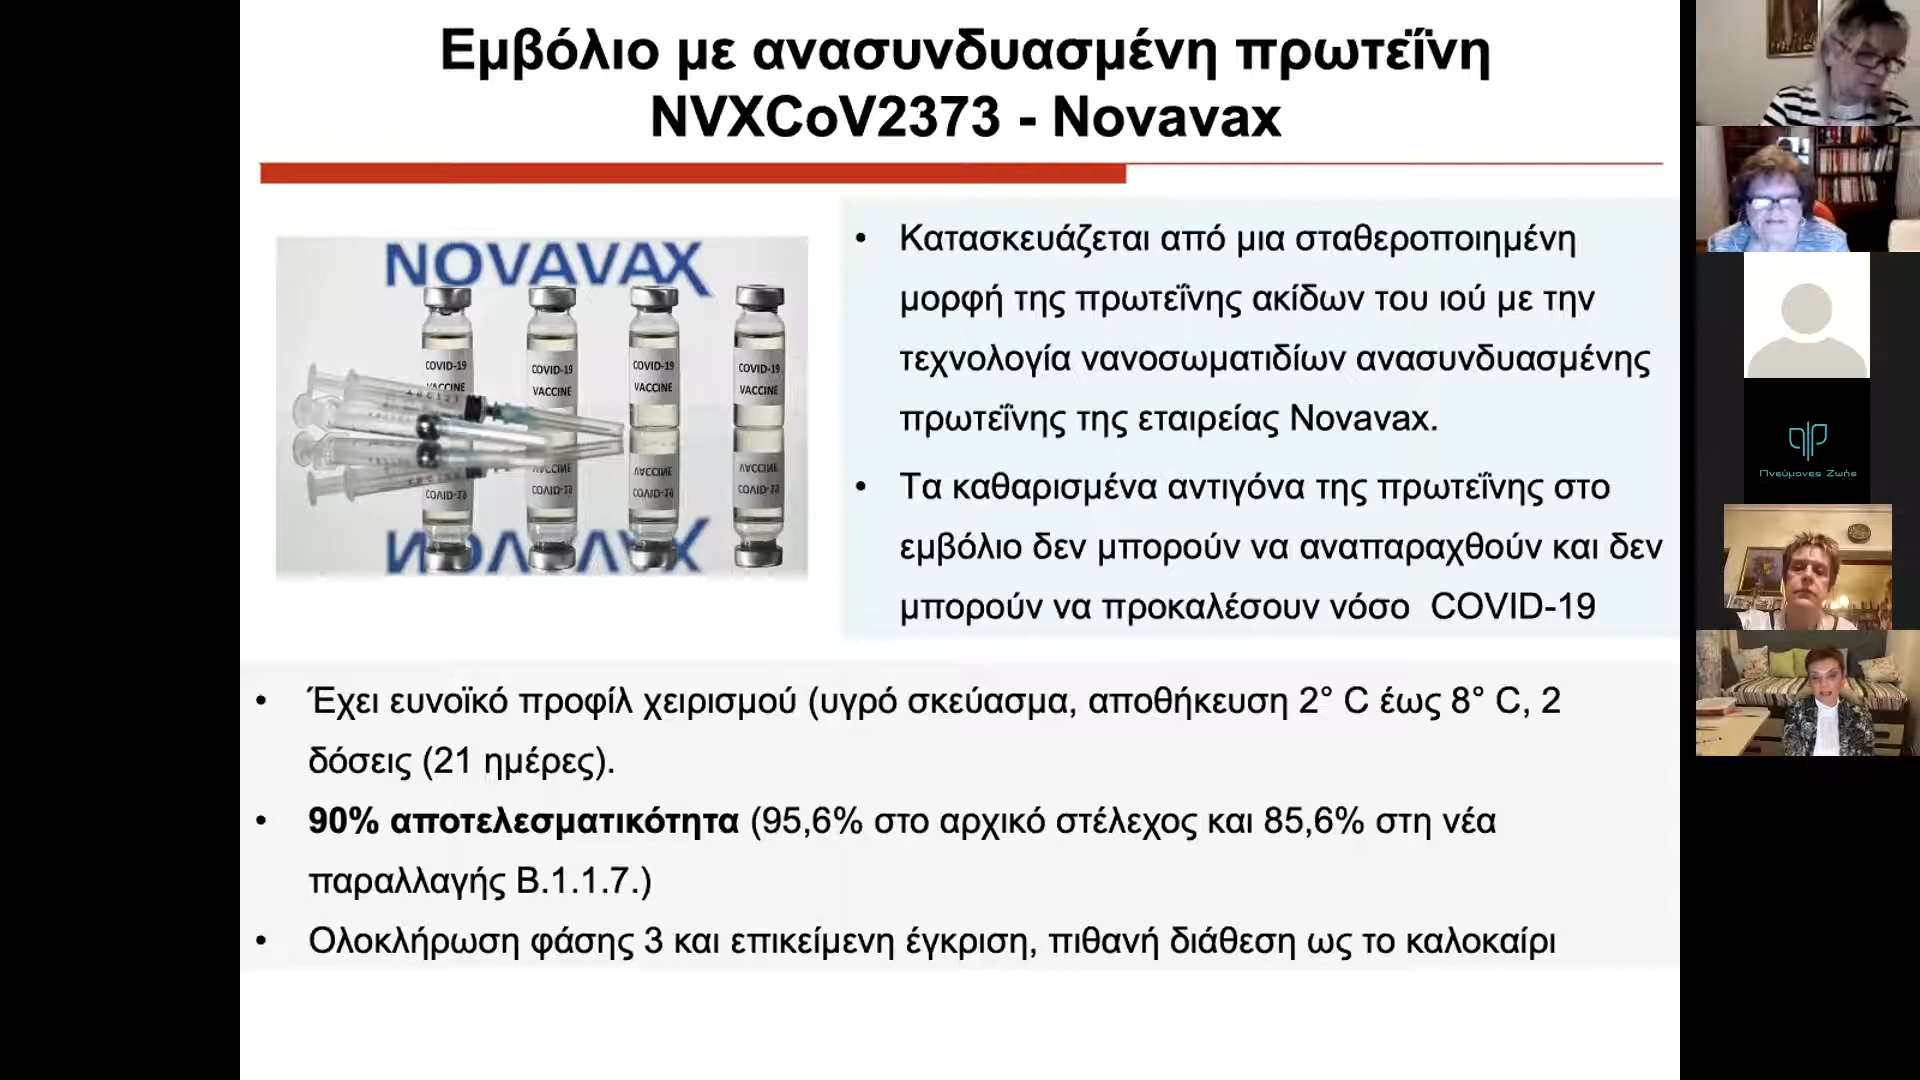 Εμβόλιο με ανασυνδυασμένη πρωτεΐνη
NVXCoV2373 - Novavax
NOVAVAX
COVID-19
VACCINE
COVID-19
VACCINE
COVID-19
VACCINE
COVID-19
VACCINE
• Κατασκευάζεται από μια σταθεροποιημένη
μορφή της πρωτεΐνης ακίδων του ιού με την
τεχνολογία νανοσωματιδίων ανασυνδυασμένης
πρωτεΐνης της εταιρείας Novavax.
• Τα καθαρισμένα αντιγόνα της πρωτεΐνης στο
εμβόλιο δεν μπορούν να αναπαραχθούν και δεν
μπορούν να προκαλέσουν νόσο COVID-19
• Έχει ευνοϊκό προφίλ χειρισμού (υγρό σκεύασμα, αποθήκευση 2° C έως 8° C, 2
δόσεις (21 ημέρες).
• 90% αποτελεσματικότητα (95,6% στο αρχικό στέλεχος και 85,6% στη νέα
παραλλαγής B.1.1.7.)
• Ολοκλήρωση φάσης 3 και επικείμενη έγκριση, πιθανή διάθεση ως το καλοκαίρι
Πνεύμονες Ζωής